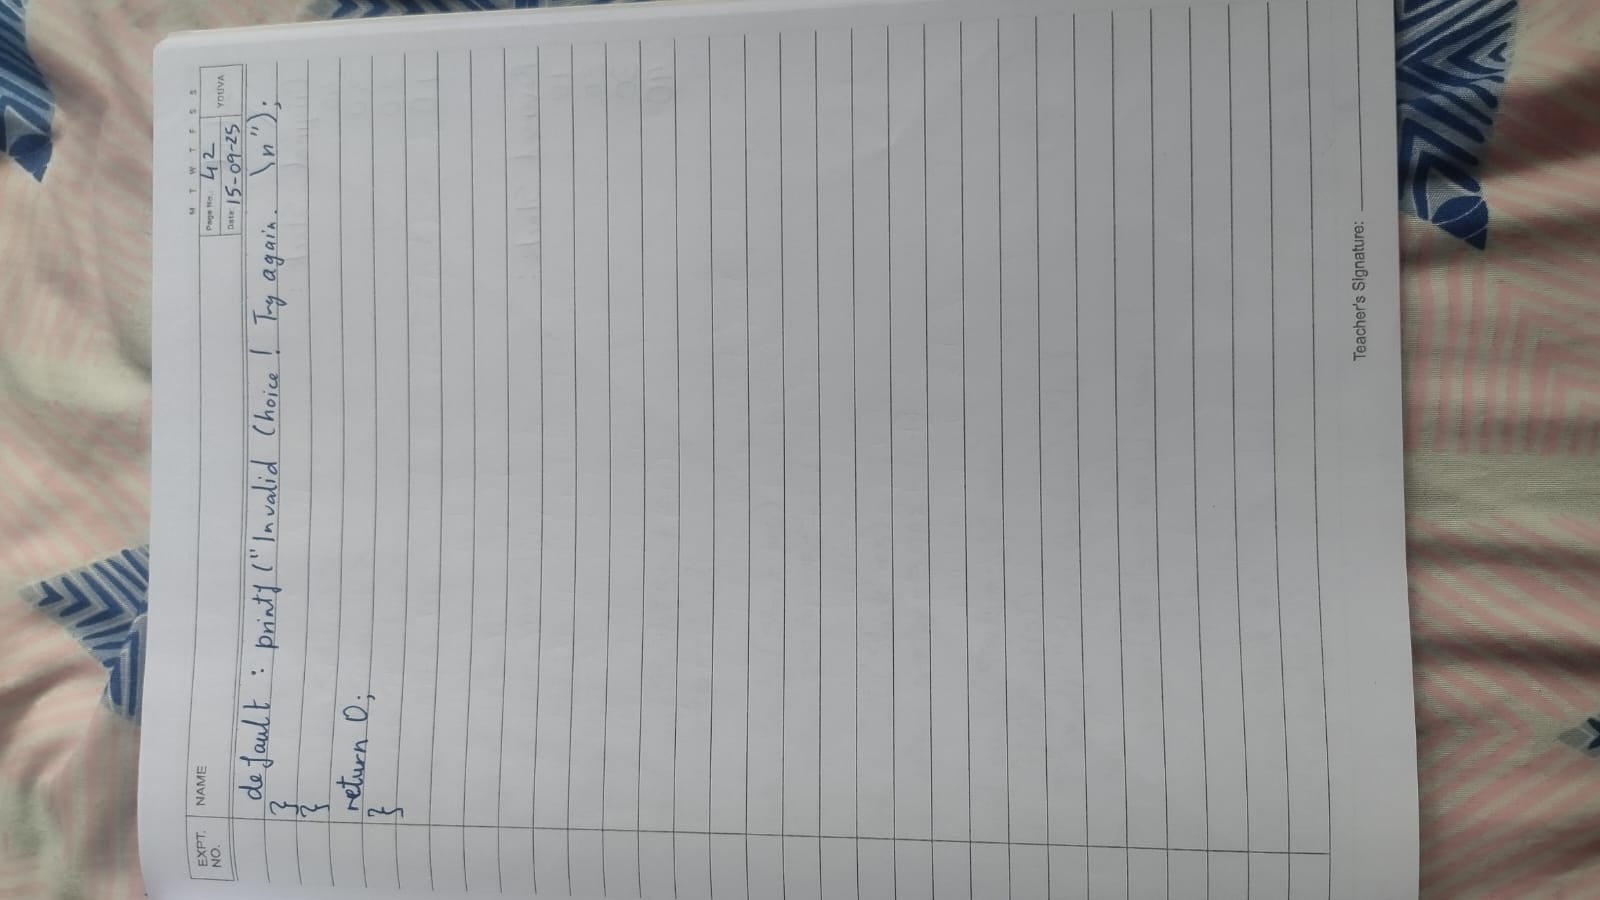 EXPT. NO.
NAME
M T W T F S S
Page No.: 42
Date: 15-09-25
YOUVA
default : printf ("Invalid Choice! Try again. \n");
}
}
return 0;
}
Teacher's Signature: